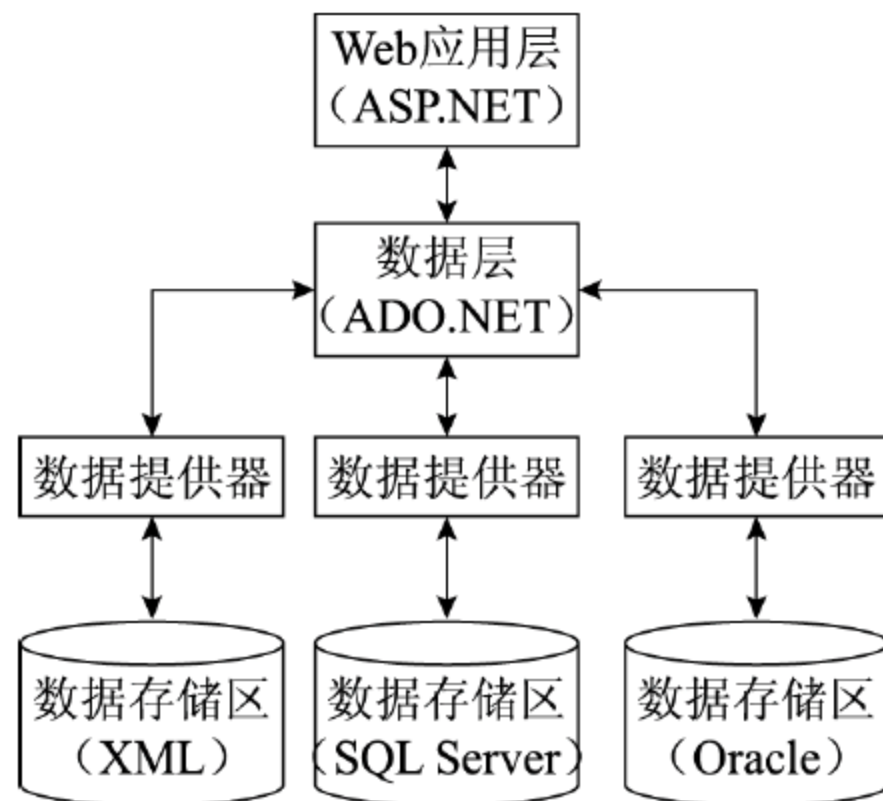 Web应用层
（ASP.NET）
数据层
（ADO.NET）
数据提供器
数据提供器
数据提供器
数据存储区
（XML）
数据存储区
（SQL Server）
数据存储区
（Oracle）